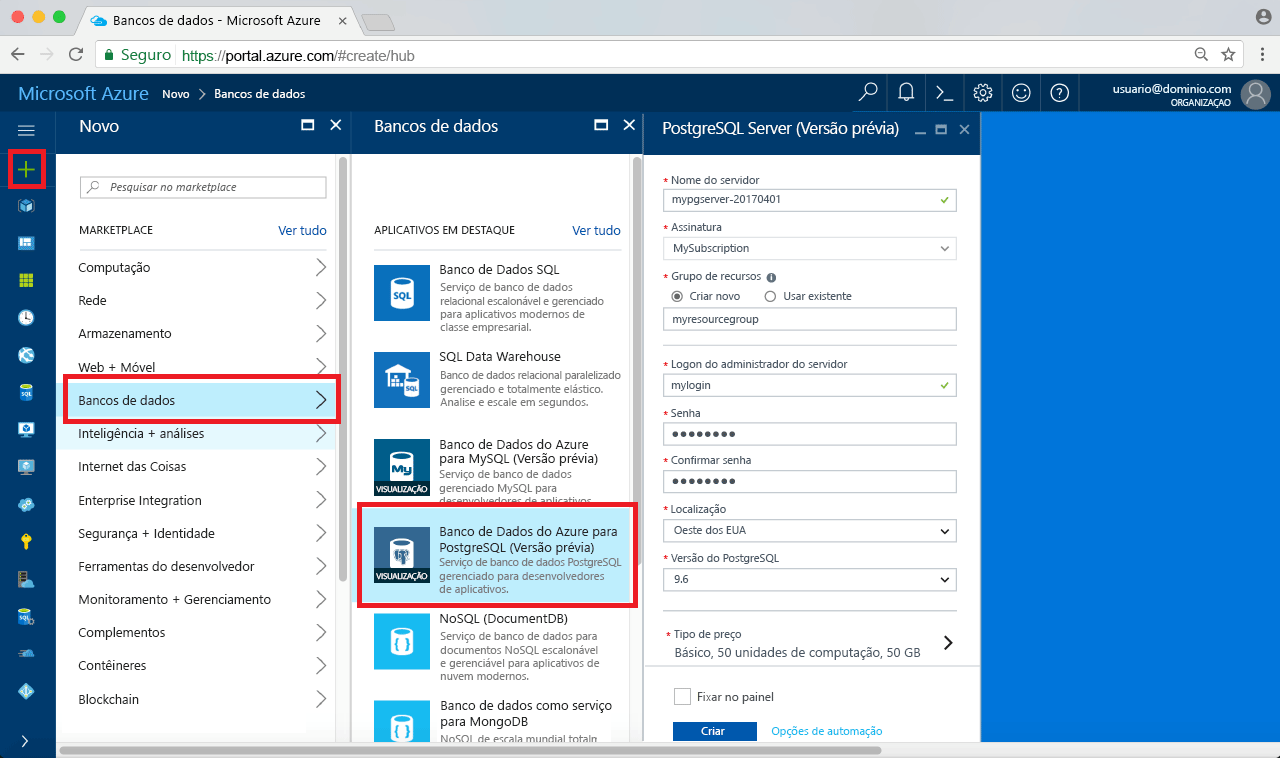 Bancos de dados - Microsoft Azure
Seguro
https://portal.azure.com/#create/hub
Microsoft Azure
Novo
Bancos de dados
usuario@dominio.com
ORGANIZAÇAO
Novo
Pesquisar no marketplace
MARKETPLACE
Ver tudo
Computação
Rede
Armazenamento
Web + Móvel
Bancos de dados
Inteligência + análises
Internet das Coisas
Enterprise Integration
Segurança + Identidade
Ferramentas do desenvolvedor
Monitoramento + Gerenciamento
Complementos
Contêineres
Blockchain
Bancos de dados
APLICATIVOS EM DESTAQUE
Ver tudo
SQL
Banco de Dados SQL
Serviço de banco de dados
relacional escalonável e gerenciado
para aplicativos modernos de
classe empresarial.
SQL
SQL Data Warehouse
Banco de dados relacional paralelizado
gerenciado e totalmente elástico.
Analise e escale em segundos.
My
VISUALIZAÇÃO
Banco de Dados do Azure
para MySQL (Versão prévia)
Serviço de banco de dados
gerenciado MySQL para
desenvolvedores de aplicativos.
VISUALIZAÇÃO
Banco de Dados do Azure para
PostgreSQL (Versão prévia)
Serviço de banco de dados PostgreSQL
gerenciado para desenvolvedores
de aplicativos.
NoSQL (DocumentDB)
Serviço de banco de dados para
documentos NoSQL escalonável
e gerenciável para aplicativos de
nuvem modernos.
Banco de dados como serviço
para MongoDB
NoSQL de escala mundial
PostgreSQL Server (Versão prévia)
* Nome do servidor
mypgserver-20170401
* Assinatura
MySubscription
* Grupo de recursos
Criar novo
Usar existente
myresourcegroup
* Logon do administrador do servidor
mylogin
* Senha
●●●●●●●●
* Confirmar senha
●●●●●●●●
* Localização
Oeste dos EUA
* Versão do PostgreSQL
9.6
* Tipo de preço
Básico, 50 unidades de computação, 50 GB
Fixar no painel
Criar
Opções de automação